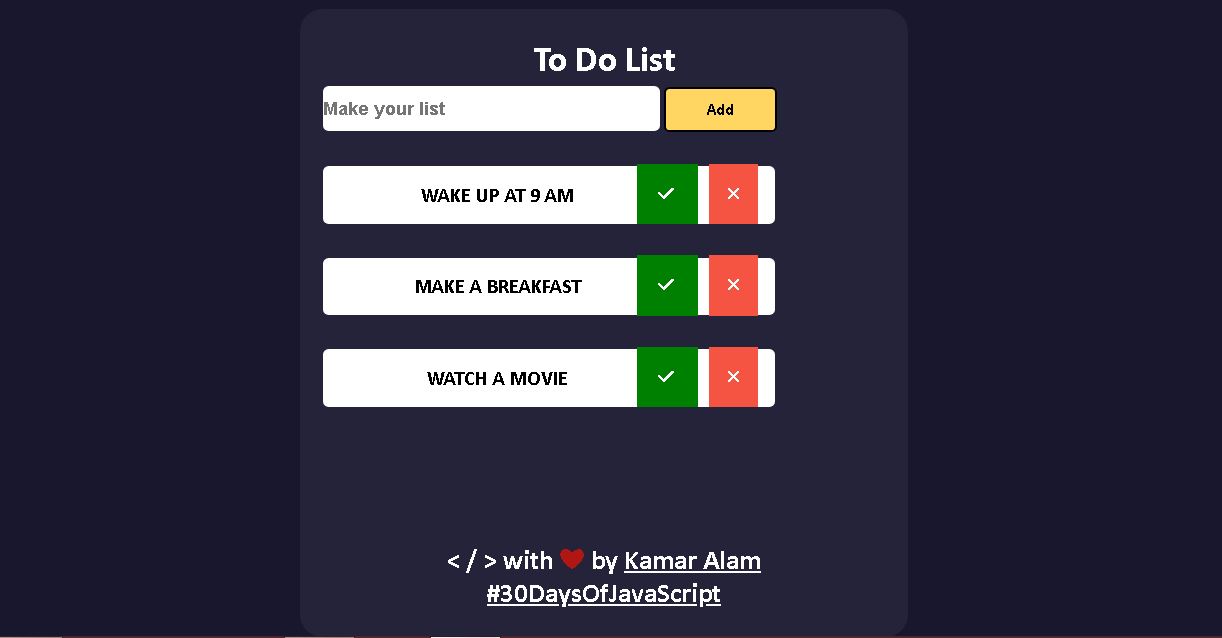 To Do List
Make your list
Add
WAKE UP AT 9 AM
MAKE A BREAKFAST
WATCH A MOVIE
< / > with ❤ by Kamar Alam
#30DaysOfJavaScript